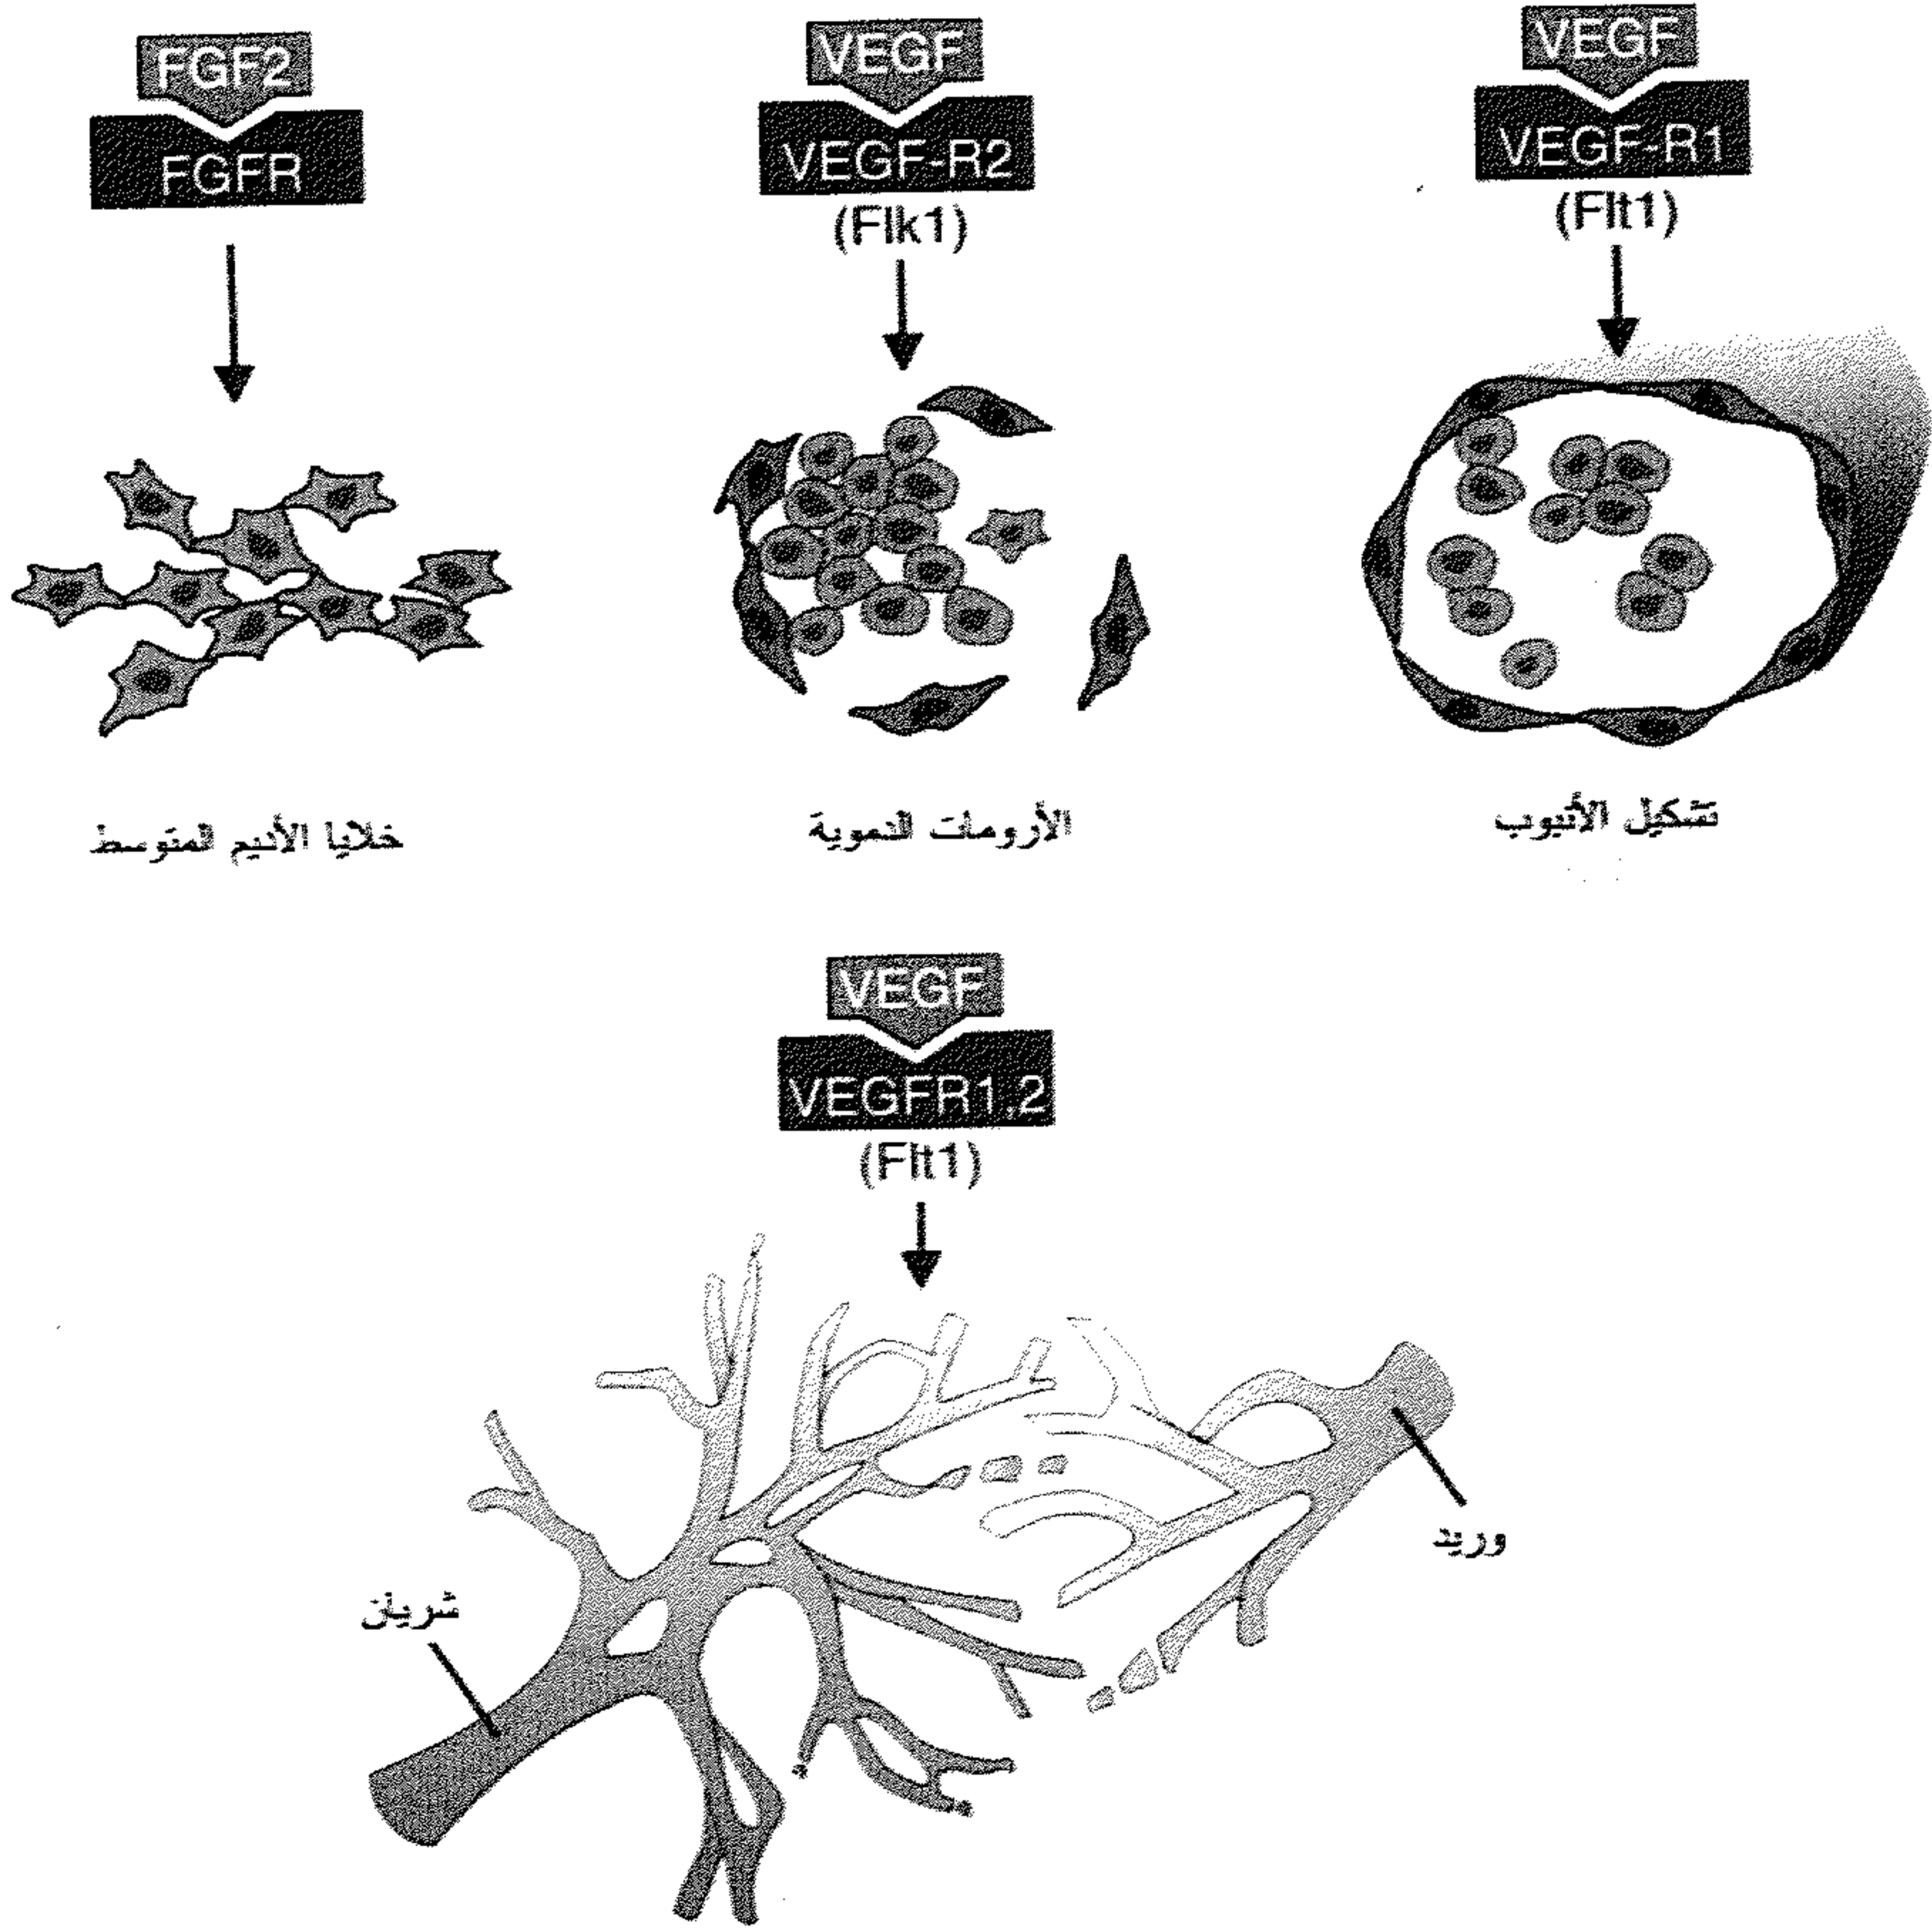 FGF2
FGFR
VEGF
VEGF-R2
(Flk1)
VEGF
VEGF-R1
(Flt1)
خلايا الأديم المتوسط
الأرومات الدموية
تشكيل الأنبوب
VEGF
VEGFR1,2
(Flt1)
وريد
شريان